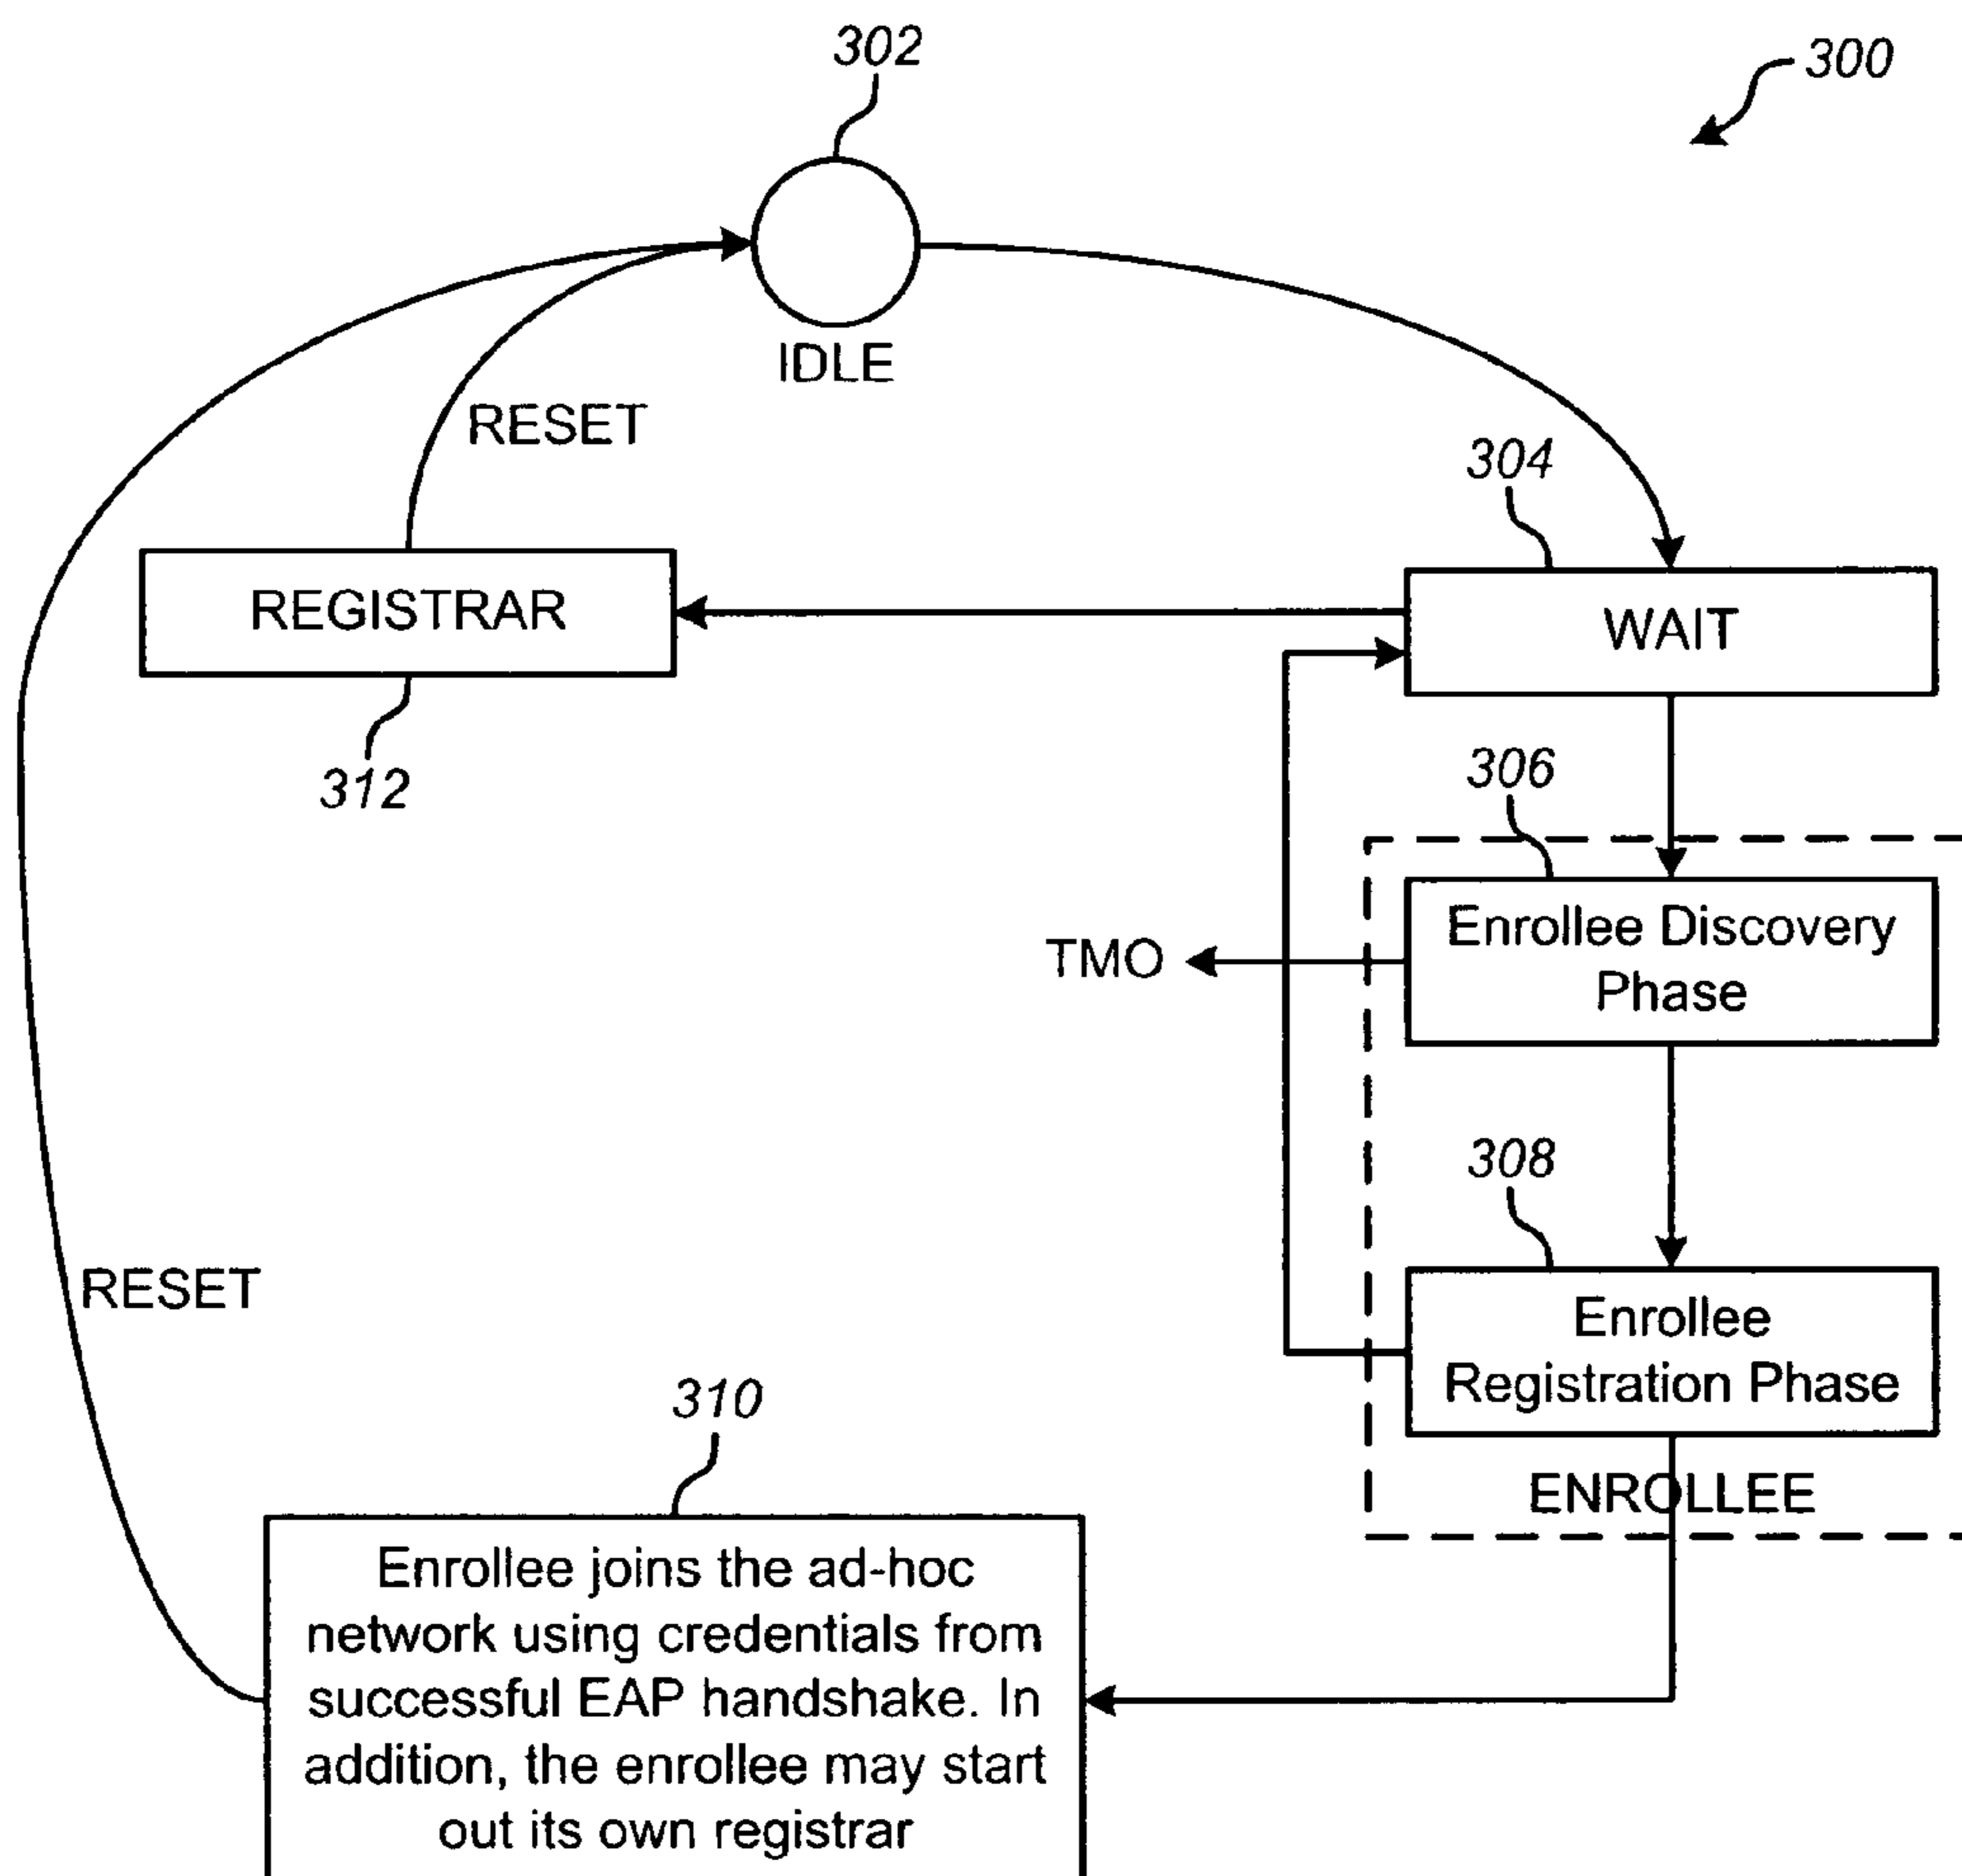 302
300
IDLE
RESET
304
REGISTRAR
WAIT
312
306
Enrollee Discovery
Phase
TMO
308
Enrollee
Registration Phase
RESET
310
ENROLLEE
Enrollee joins the ad-hoc
network using credentials from
successful EAP handshake. In
addition, the enrollee may start
out its own registrar